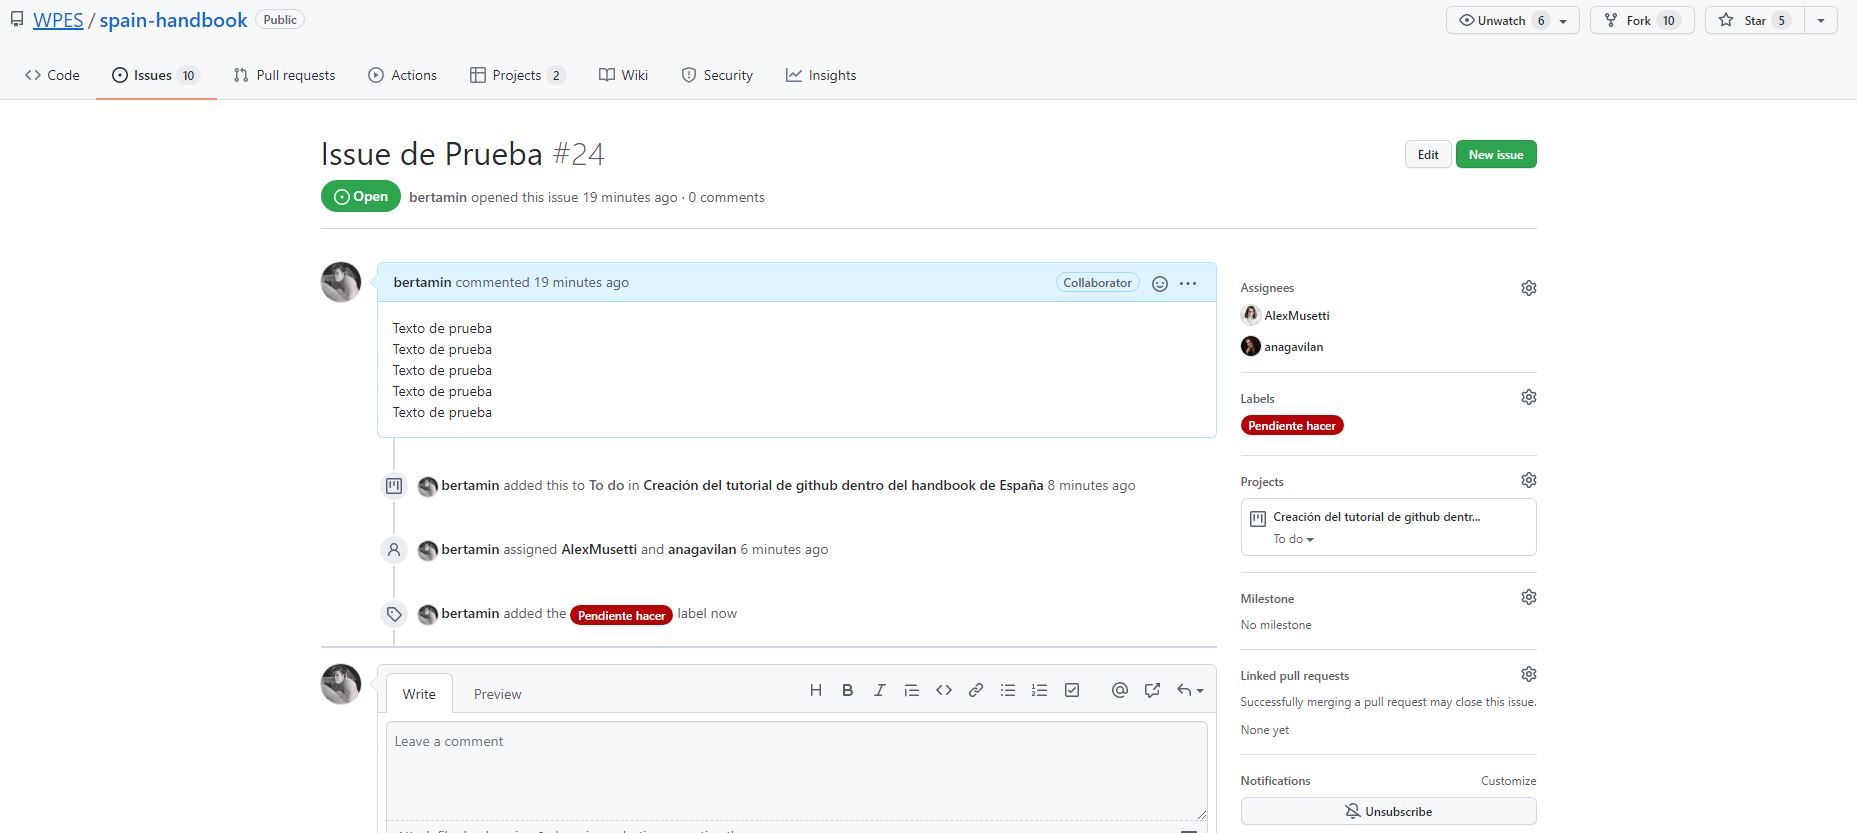 WPES / spain-handbook Public
Unwatch 6 Fork 10 Star 5
Code Issues 10 Pull requests Actions Projects 2 Wiki Security Insights
Issue de Prueba #24
Edit New issue
Open bertamin opened this issue 19 minutes ago · 0 comments
bertamin commented 19 minutes ago Collaborator
Texto de prueba
Texto de prueba
Texto de prueba
Texto de prueba
Texto de prueba
bertamin added this to To do in Creación del tutorial de github dentro del handbook de España 8 minutes ago
bertamin assigned AlexMusetti and anagavilan 6 minutes ago
bertamin added the Pendiente hacer label now
Write Preview
Leave a comment
Assignees
AlexMusetti
anagavilan
Labels
Pendiente hacer
Projects
Creación del tutorial de github dentr...
To do
Milestone
No milestone
Linked pull requests
Successfully merging a pull request may close this issue.
None yet
Notifications Customize
Unsubscribe